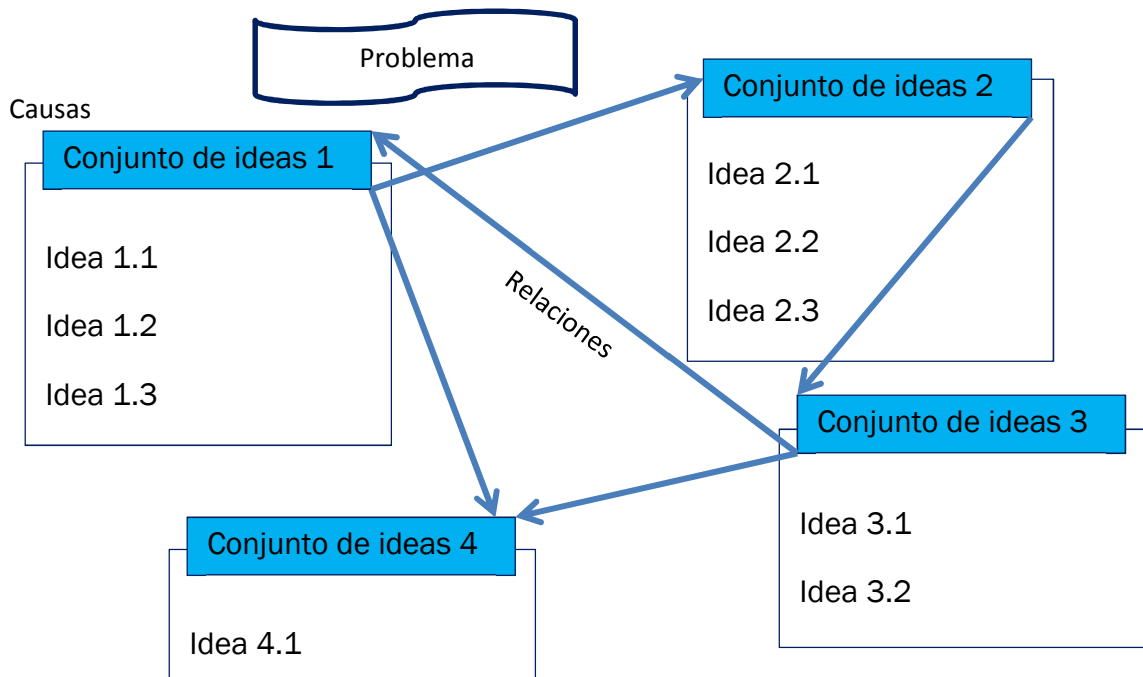 Problema
Causas
Conjunto de ideas 1
Idea 1.1
Idea 1.2
Idea 1.3
Conjunto de ideas 2
Idea 2.1
Idea 2.2
Idea 2.3
Relaciones
Conjunto de ideas 3
Idea 3.1
Idea 3.2
Conjunto de ideas 4
Idea 4.1